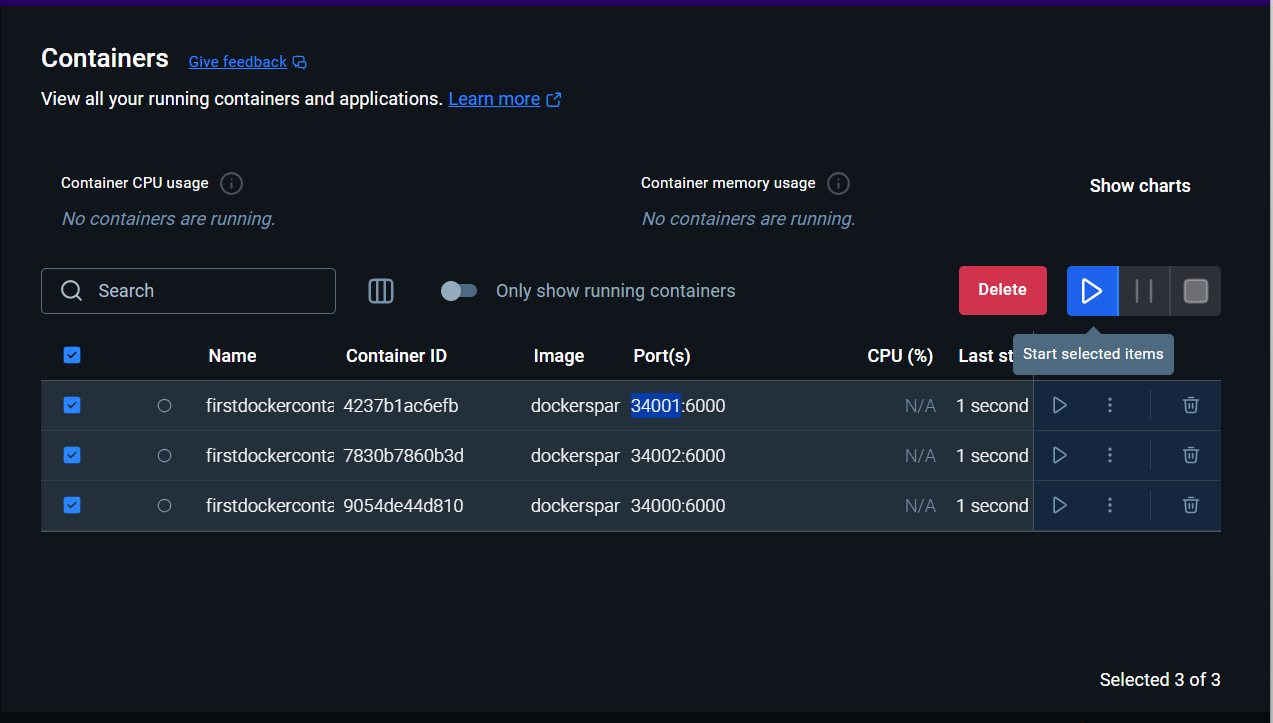 Containers Give feedback
View all your running containers and applications. Learn more
Container CPU usage Container memory usage Show charts
No containers are running. No containers are running.
Search Only show running containers Delete
Name Container ID Image Port(s) CPU (%) Last st Start selected items
firstdockerconta 4237b1ac6efb dockerspar 34001:6000 N/A 1 second
firstdockerconta 7830b7860b3d dockerspar 34002:6000 N/A 1 second
firstdockerconta 9054de44d810 dockerspar 34000:6000 N/A 1 second
Selected 3 of 3